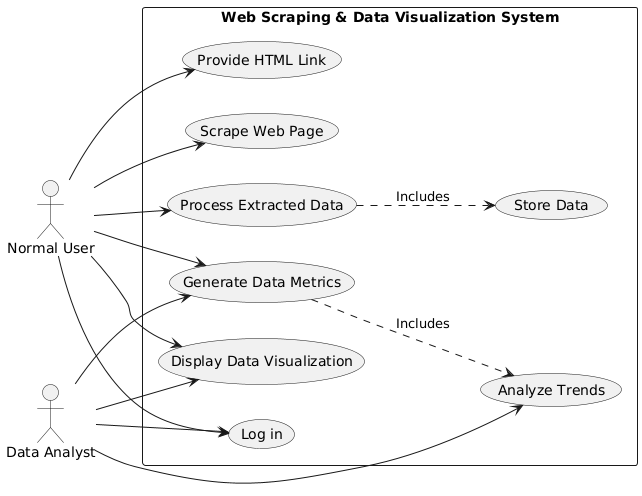 Web Scraping & Data Visualization System
Provide HTML Link
Scrape Web Page
Process Extracted Data
Includes
Store Data
Normal User
Generate Data Metrics
Includes
Display Data Visualization
Analyze Trends
Log in
Data Analyst